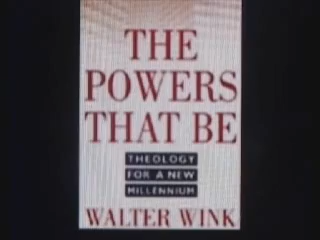 THE
POWERS
THAT BE
THEOLOGY
FOR A NEW
MILLENNIUM
WALTER WINK